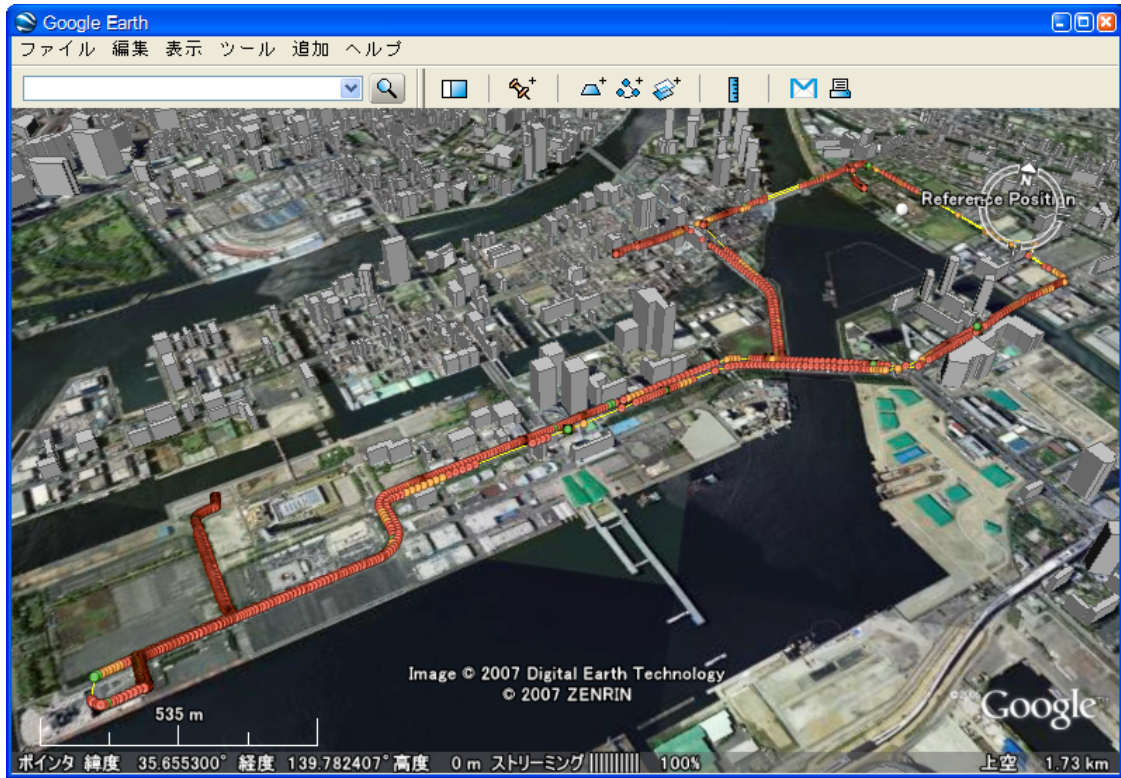 Google Earth
ファイル 編集 表示 ツール 追加 ヘルプ
N
Reference Position
Image © 2007 Digital Earth Technology
© 2007 ZENRIN
Google™
535 m
ポインタ 緯度 35.655300° 経度 139.782407° 高度 0 m ストリーミング 100% 上空 1.73 km